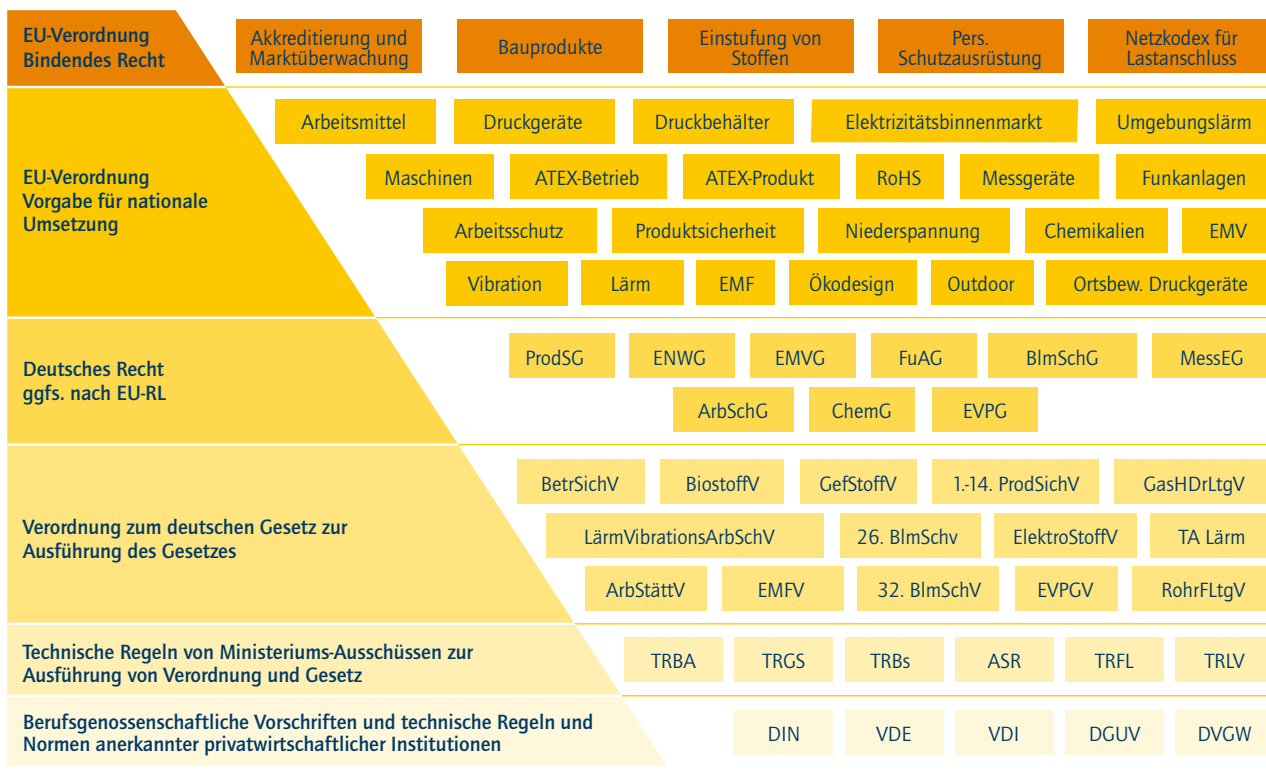 EU-Verordnung
Bindendes Recht
Akkreditierung und
Marktüberwachung
Bauprodukte
Einstufung von
Stoffen
Pers.
Schutzausrüstung
Netzkodex für
Lastanschluss
EU-Verordnung
Vorgabe für nationale
Umsetzung
Arbeitsmittel
Druckgeräte
Druckbehälter
Elektrizitätsbinnenmarkt
Umgebungslärm
Maschinen
ATEX-Betrieb
ATEX-Produkt
RoHS
Messgeräte
Funkanlagen
Arbeitsschutz
Produktsicherheit
Niederspannung
Chemikalien
EMV
Vibration
Lärm
EMF
Ökodesign
Outdoor
Ortsbew. Druckgeräte
Deutsches Recht
ggfs. nach EU-RL
ProdSG
ENWG
EMVG
FuAG
BlmSchG
MessEG
ArbSchG
ChemG
EVPG
Verordnung zum deutschen Gesetz zur
Ausführung des Gesetzes
BetrSichV
BiostoffV
GefStoffV
1.-14. ProdSichV
GasHDrLtgV
LärmVibrationsArbSchV
26. BlmSchv
ElektroStoffV
TA Lärm
ArbStättV
EMFV
32. BlmSchV
EVPGV
RohrFLtgV
Technische Regeln von Ministeriums-Ausschüssen zur
Ausführung von Verordnung und Gesetz
TRBA
TRGS
TRBs
ASR
TRFL
TRLV
Berufsgenossenschaftliche Vorschriften und technische Regeln und
Normen anerkannter privatwirtschaftlicher Institutionen
DIN
VDE
VDI
DGUV
DVGW